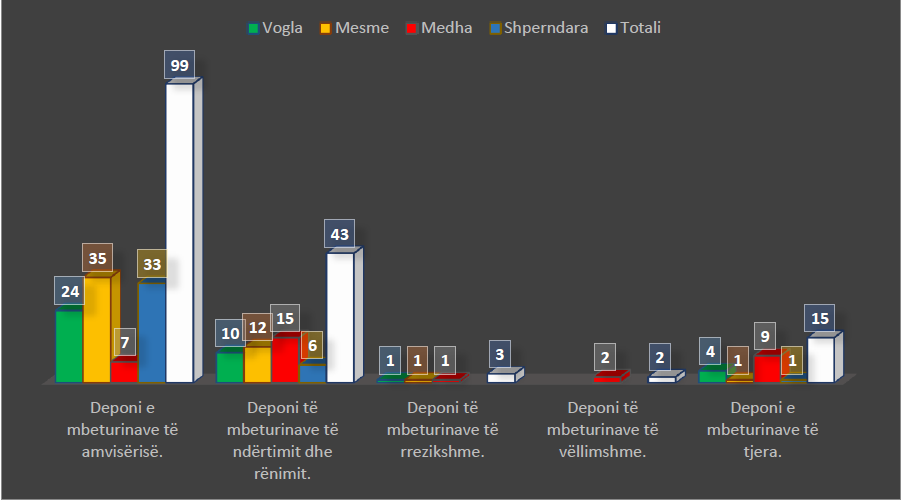 Vogla Mesme Medha Shperndara Totali
99
35
33
24
7
43
10
12
15
6
1
1
1
3
2
2
4
1
9
1
15
Deponi e
mbeturinave të
amvisërisë.
Deponi të
mbeturinave të
ndërtimit dhe
rënimit.
Deponi të
mbeturinave të
rrezikshme.
Deponi të
mbeturinave të
vëllimshme.
Deponi e
mbeturinave të
tjera.